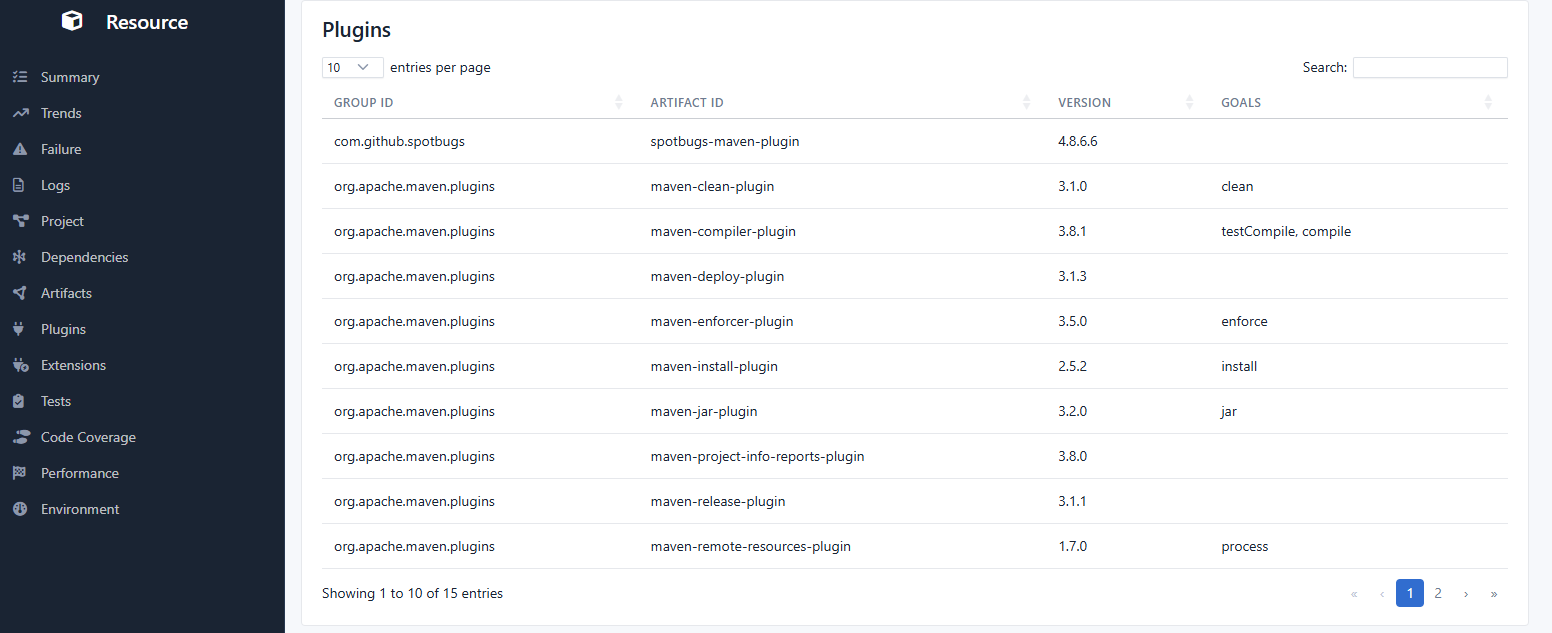 Resource
Summary
Trends
Failure
Logs
Project
Dependencies
Artifacts
Plugins
Extensions
Tests
Code Coverage
Performance
Environment
Plugins
10 entries per page Search:
GROUP ID ARTIFACT ID VERSION GOALS
com.github.spotbugs spotbugs-maven-plugin 4.8.6.6
org.apache.maven.plugins maven-clean-plugin 3.1.0 clean
org.apache.maven.plugins maven-compiler-plugin 3.8.1 testCompile, compile
org.apache.maven.plugins maven-deploy-plugin 3.1.3
org.apache.maven.plugins maven-enforcer-plugin 3.5.0 enforce
org.apache.maven.plugins maven-install-plugin 2.5.2 install
org.apache.maven.plugins maven-jar-plugin 3.2.0 jar
org.apache.maven.plugins maven-project-info-reports-plugin 3.8.0
org.apache.maven.plugins maven-release-plugin 3.1.1
org.apache.maven.plugins maven-remote-resources-plugin 1.7.0 process
Showing 1 to 10 of 15 entries « ‹ 1 2 › »